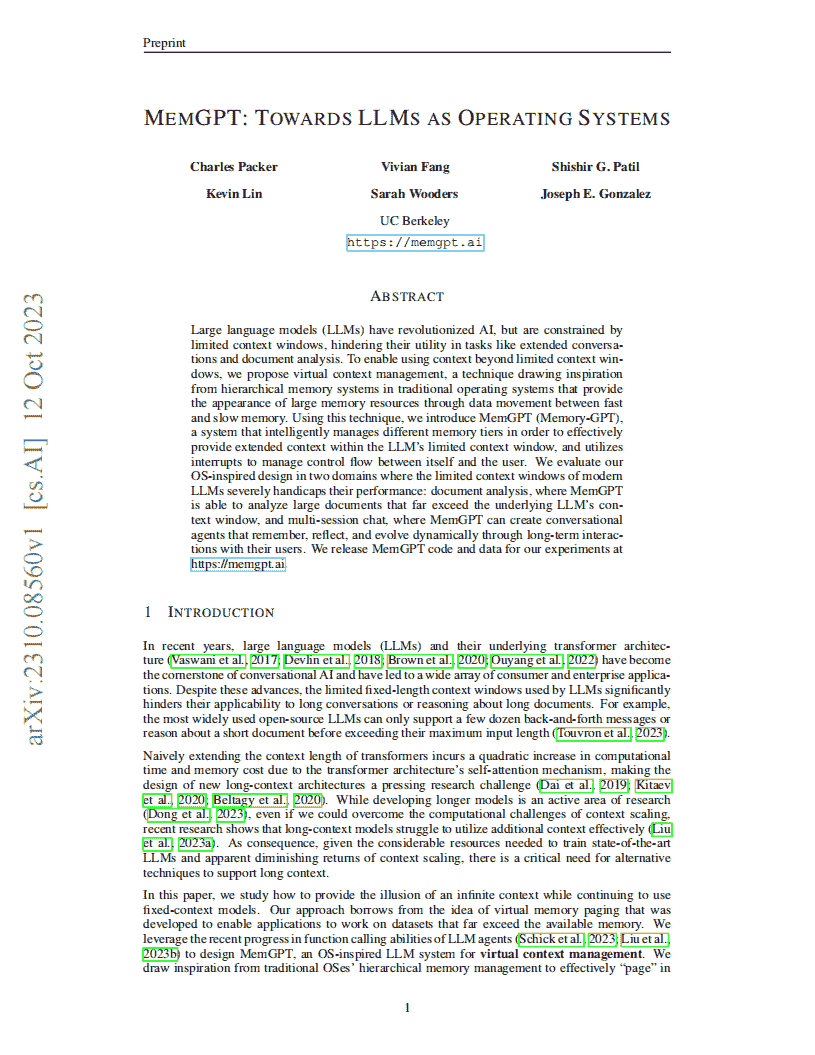 Preprint
MEMGPT: TOWARDS LLMS AS OPERATING SYSTEMS
Charles Packer Vivian Fang Shishir G. Patil
Kevin Lin Sarah Wooders Joseph E. Gonzalez
UC Berkeley
https://memgpt.ai
ABSTRACT
Large language models (LLMs) have revolutionized AI, but are constrained by
limited context windows, hindering their utility in tasks like extended conversa-
tions and document analysis. To enable using context beyond limited context win-
dows, we propose virtual context management, a technique drawing inspiration
from hierarchical memory systems in traditional operating systems that provide
the appearance of large memory resources through data movement between fast
and slow memory. Using this technique, we introduce MemGPT (Memory-GPT),
a system that intelligently manages different memory tiers in order to effectively
provide extended context within the LLM's limited context window, and utilizes
interrupts to manage control flow between itself and the user. We evaluate our
OS-inspired design in two domains where the limited context windows of modern
LLMs severely handicaps their performance: document analysis, where MemGPT
is able to analyze large documents that far exceed the underlying LLM's con-
text window, and multi-session chat, where MemGPT can create conversational
agents that remember, reflect, and evolve dynamically through long-term interac-
tions with their users. We release MemGPT code and data for our experiments at
https://memgpt.ai.
1 INTRODUCTION
In recent years, large language models (LLMs) and their underlying transformer architec-
ture (Vaswani et al., 2017; Devlin et al., 2018; Brown et al., 2020; Ouyang et al., 2022) have become
the cornerstone of conversational AI and have led to a wide array of consumer and enterprise applica-
tions. Despite these advances, the limited fixed-length context windows used by LLMs significantly
hinders their applicability to long conversations or reasoning about long documents. For example,
the most widely used open-source LLMs can only support a few dozen back-and-forth messages or
reason about a short document before exceeding their maximum input length (Touvron et al., 2023).
Naively extending the context length of transformers incurs a quadratic increase in computational
time and memory cost due to the transformer architecture's self-attention mechanism, making the
design of new long-context architectures a pressing research challenge (Dai et al., 2019; Kitaev
et al., 2020; Beltagy et al., 2020). While developing longer models is an active area of research
(Dong et al., 2023), even if we could overcome the computational challenges of context scaling,
recent research shows that long-context models struggle to utilize additional context effectively (Liu
et al., 2023a). As consequence, given the considerable resources needed to train state-of-the-art
LLMs and apparent diminishing returns of context scaling, there is a critical need for alternative
techniques to support long context.
In this paper, we study how to provide the illusion of an infinite context while continuing to use
fixed-context models. Our approach borrows from the idea of virtual memory paging that was
developed to enable applications to work on datasets that far exceed the available memory. We
leverage the recent progress in function calling abilities of LLM agents (Schick et al., 2023; Liu et al.,
2023b) to design MemGPT, an OS-inspired LLM system for virtual context management. We
draw inspiration from traditional OSes' hierarchical memory management to effectively “page” in
1
arXiv:2310.08560v1 [cs.AI] 12 Oct 2023